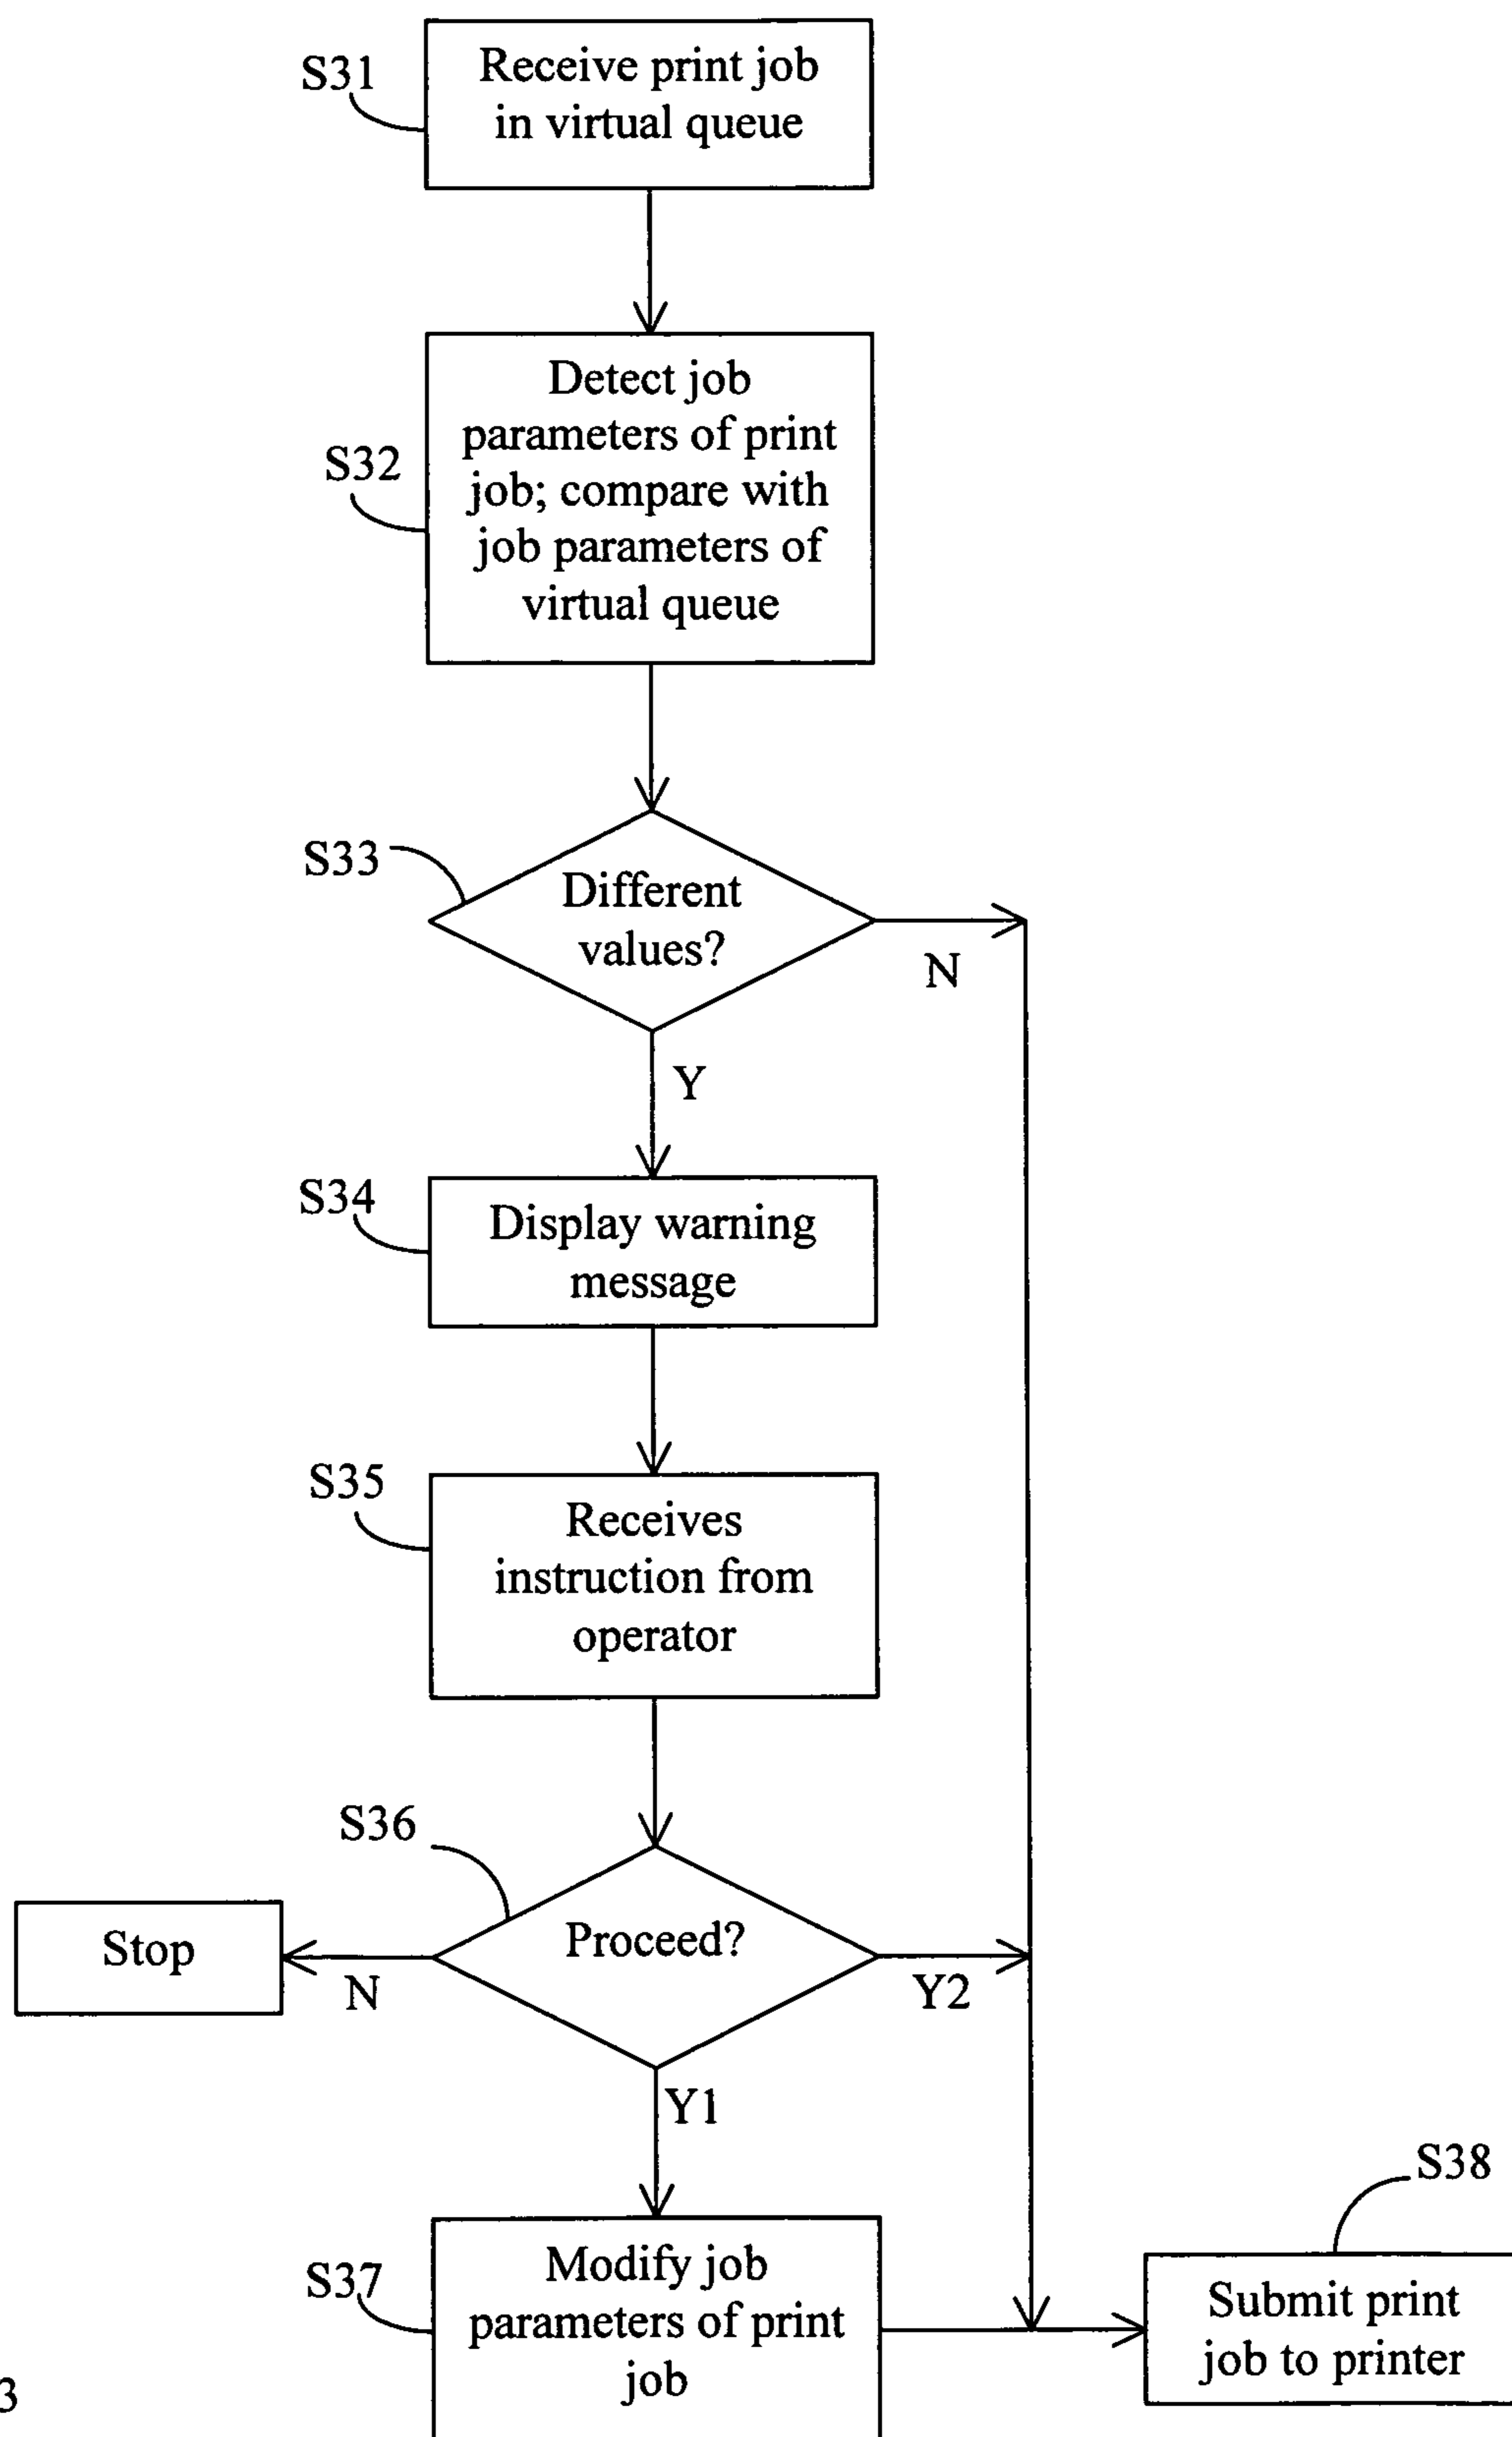 S31
Receive print job
in virtual queue
S32
Detect job
parameters of print
job; compare with
job parameters of
virtual queue
S33
Different
values?
N
Y
S34
Display warning
message
S35
Receives
instruction from
operator
S36
Proceed?
Stop
N
Y2
Y1
S37
Modify job
parameters of print
job
S38
Submit print
job to printer
3